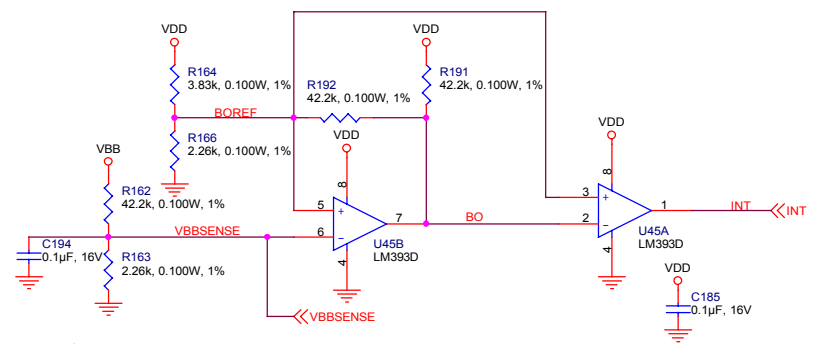 VDD
R164
3.83k, 0.100W, 1%
BOREF
R166
2.26k, 0.100W, 1%
R192
42.2k, 0.100W, 1%
VDD
R191
42.2k, 0.100W, 1%
VDD
8
5
+
6
−
7
4
U45B
LM393D
BO
VBB
R162
42.2k, 0.100W, 1%
VBBSENSE
C194
0.1µF, 16V
R163
2.26k, 0.100W, 1%
VBBSENSE
VDD
8
3
+
2
−
1
4
U45A
LM393D
INT
INT
VDD
C185
0.1µF, 16V